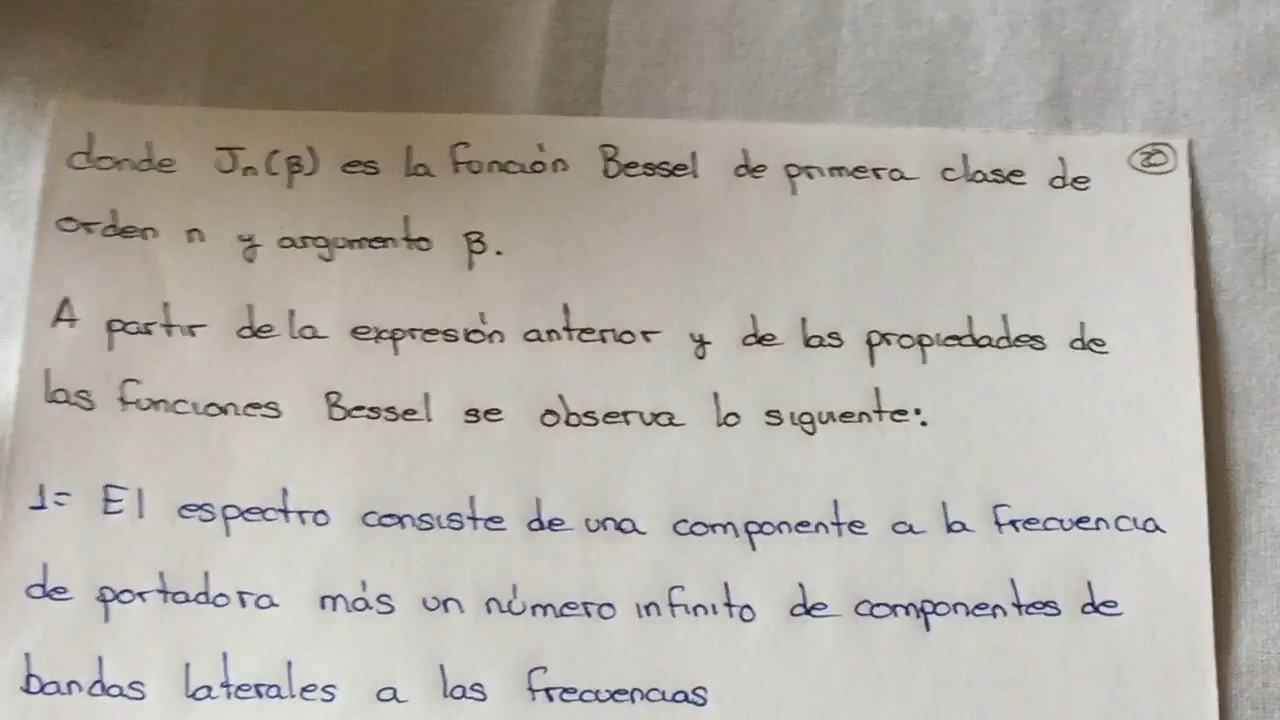 donde Jn(β) es la función Bessel de primera clase de
orden n y argumento β.
A partir de la expresión anterior y de las propiedades de
las funciones Bessel se observa lo siguiente:
1= El espectro consiste de una componente a la frecuencia
de portadora más un número infinito de componentes de
bandas laterales a las frecuencias